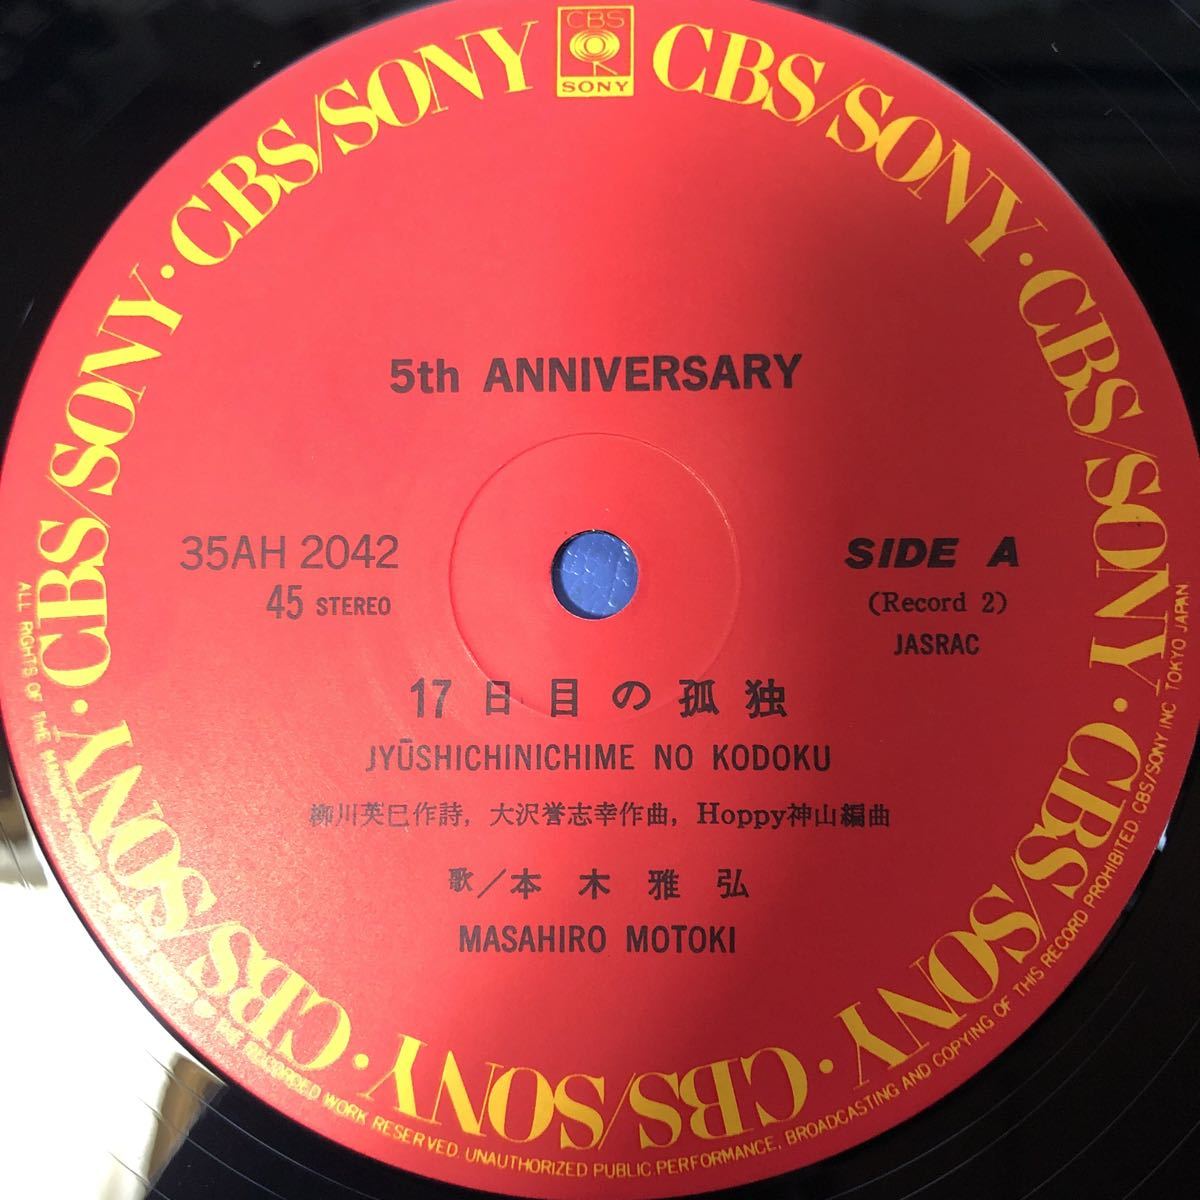 CBS
SONY
CBS/SONY · CBS/SONY · CBS/SONY · CBS/SONY · CBS/SONY · CBS/SONY · CBS/SONY · CBS/SONY
5th ANNIVERSARY
35AH 2042
45 STEREO
SIDE A
(Record 2)
JASRAC
17日目の孤独
JYŪSHICHINICHIME NO KODOKU
柳川英巳作詩, 大沢誉志幸作曲, Hoppy神山編曲
歌/本木雅弘
MASAHIRO MOTOKI
ALL RIGHTS OF THE RECORDED WORK RESERVED. UNAUTHORIZED PUBLIC PERFORMANCE, BROADCASTING AND COPYING OF THIS RECORD PROHIBITED. CBS/SONY INC. TOKYO JAPAN